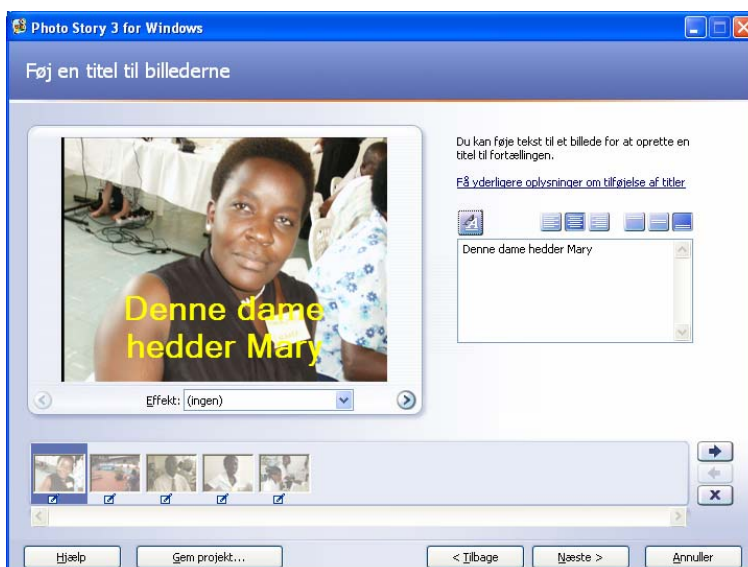 Photo Story 3 for Windows
Føj en titel til billederne
Denne dame
hedder Mary
Effekt: (ingen)
Du kan føje tekst til et billede for at oprette en
titel til fortællingen.
Få yderligere oplysninger om tilføjelse af titler
A
Denne dame hedder Mary
Hjælp
Gem projekt...
< Tilbage
Næste >
Annuller